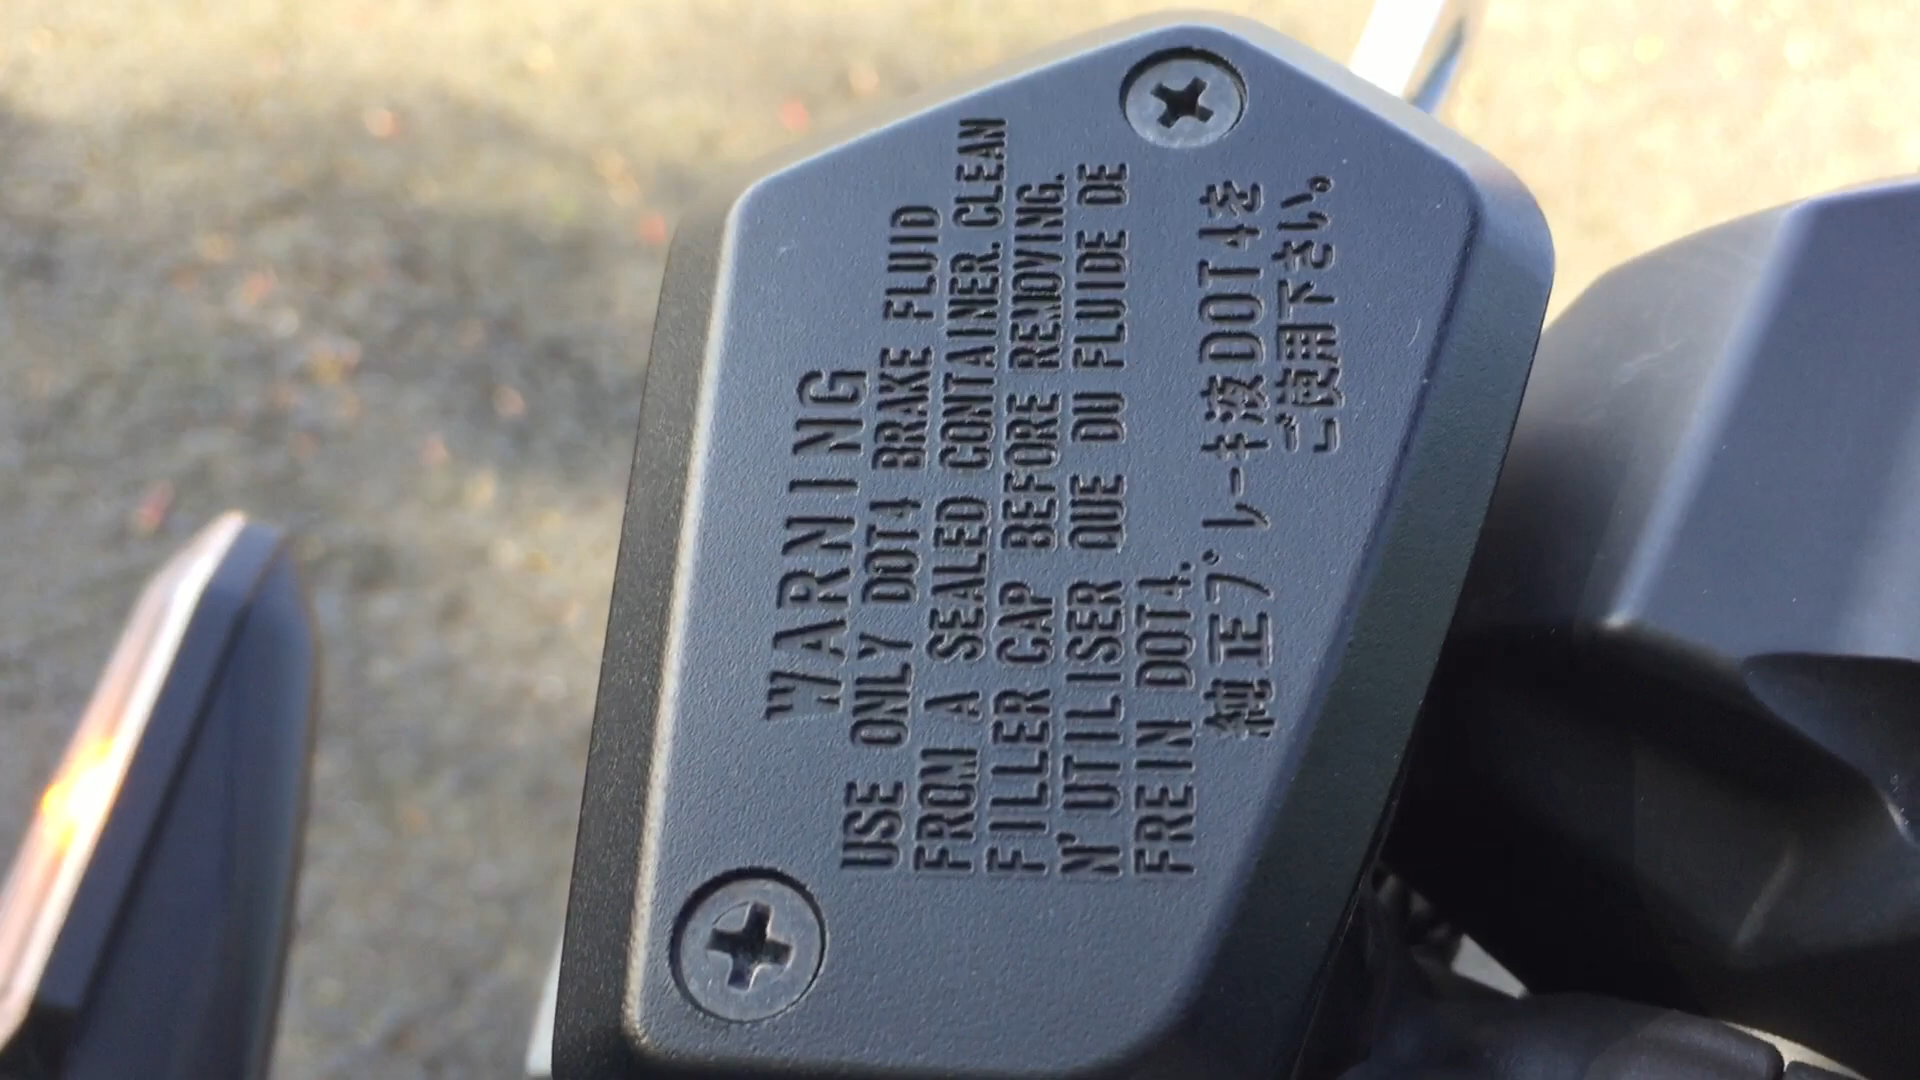 WARNING
USE ONLY DOT4 BRAKE FLUID
FROM A SEALED CONTAINER. CLEAN
FILLER CAP BEFORE REMOVING.
N'UTILISER QUE DU FLUIDE DE
FREIN DOT4.
純正ブレーキ液DOT4を
ご使用下さい。